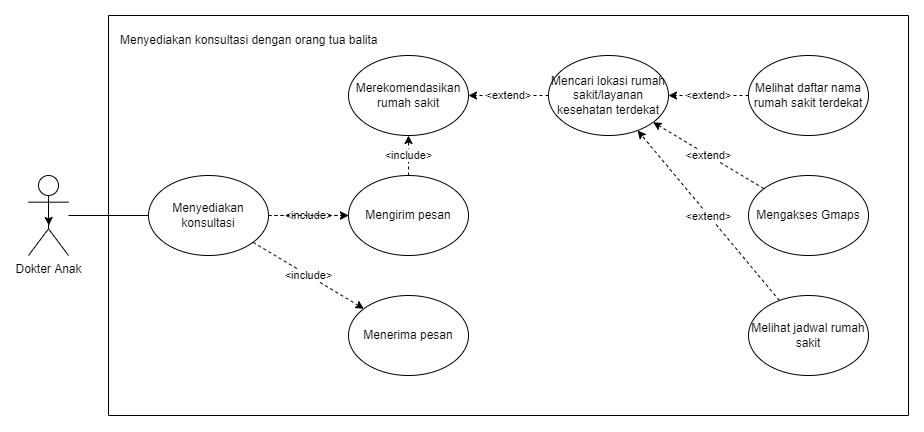 Menyediakan konsultasi dengan orang tua balita
Merekomendasikan
rumah sakit
<extend>
Mencari lokasi rumah
sakit/layanan
kesehatan terdekat
<extend>
Melihat daftar nama
rumah sakit terdekat
<include>
<extend>
Menyediakan
konsultasi
<include>
Mengirim pesan
<extend>
Mengakses Gmaps
Dokter Anak
<include>
Menerima pesan
Melihat jadwal rumah
sakit